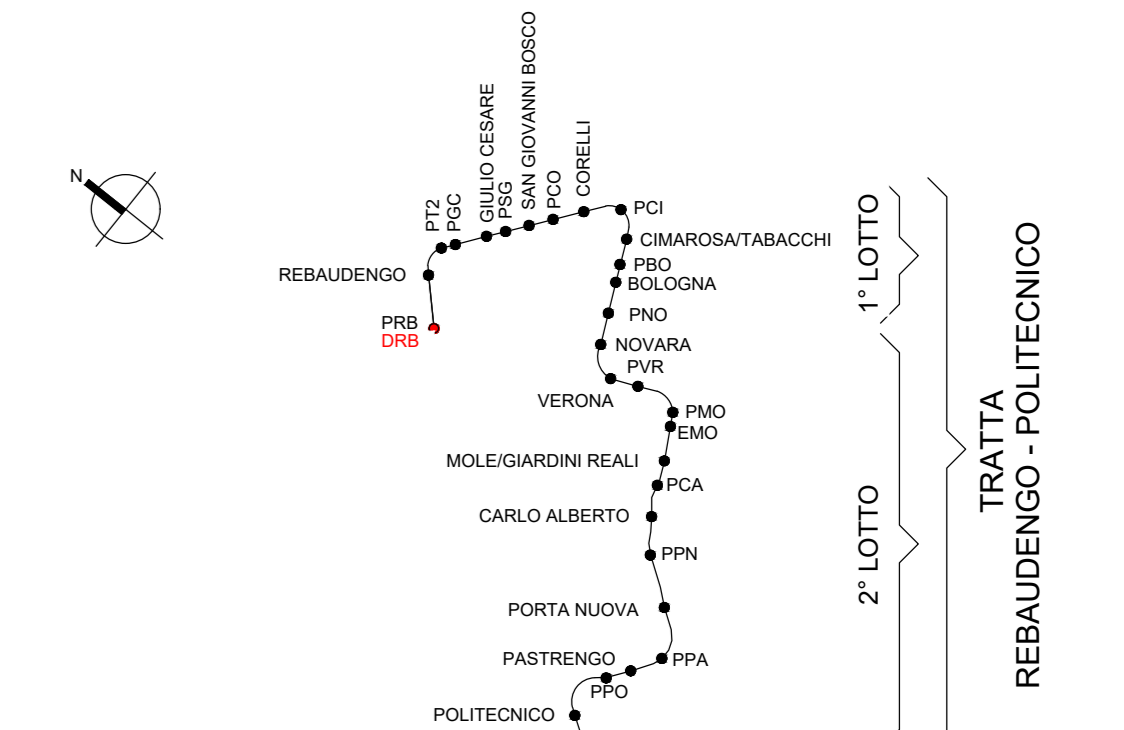 N
PT2
PGC
GIULIO CESARE
PSG
SAN GIOVANNI BOSCO
PCO
CORELLI
PCI
CIMAROSA/TABACCHI
REBAUDENGO
PBO
BOLOGNA
PRB
DRB
PNO
NOVARA
PVR
VERONA
PMO
EMO
MOLE/GIARDINI REALI
PCA
CARLO ALBERTO
PPN
PORTA NUOVA
PASTRENGO
PPA
PPO
POLITECNICO
1° LOTTO
2° LOTTO
TRATTA
REBAUDENGO - POLITECNICO